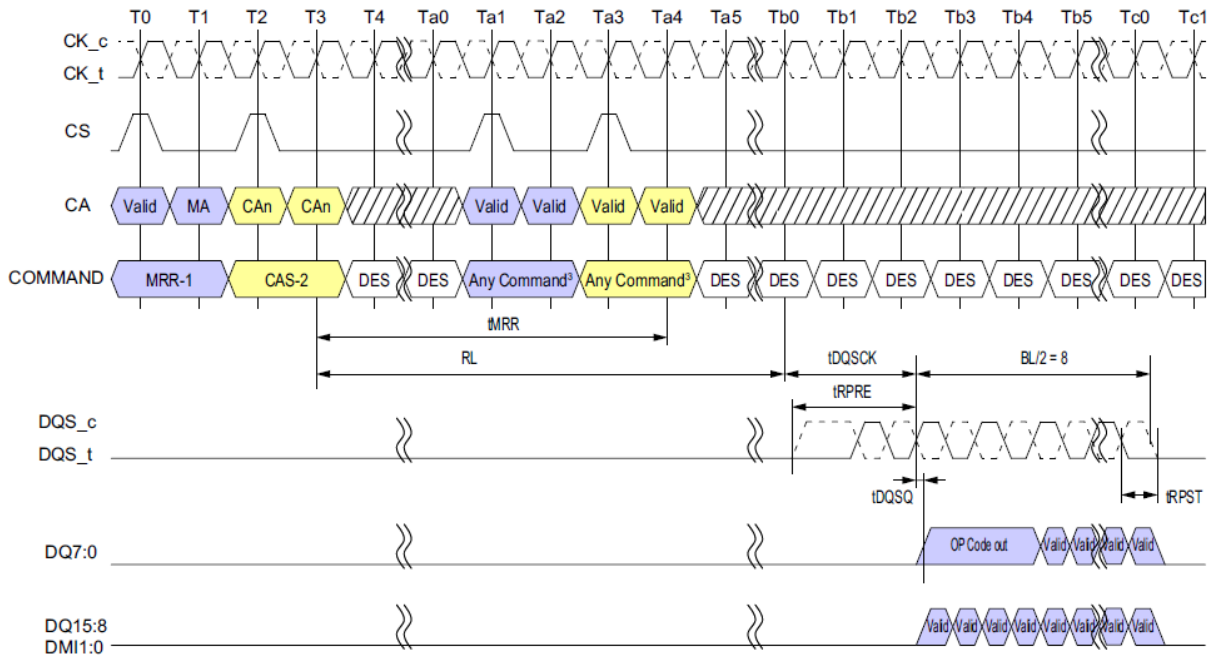 T0 T1 T2 T3 T4 Ta0 Ta1 Ta2 Ta3 Ta4 Ta5 Tb0 Tb1 Tb2 Tb3 Tb4 Tb5 Tc0 Tc1
CK_c
CK_t
CS
CA Valid MA CAn CAn Valid Valid Valid Valid
COMMAND MRR-1 CAS-2 DES DES Any Command³ Any Command³ DES DES DES DES DES DES DES DES DES
tMRR
RL tDQSCK BL/2 = 8
tRPRE
DQS_c
DQS_t
tDQSQ tRPST
DQ7:0 OP Code out Valid Valid Valid Valid
DQ15:8 Valid Valid Valid Valid Valid Valid Valid Valid
DMI1:0